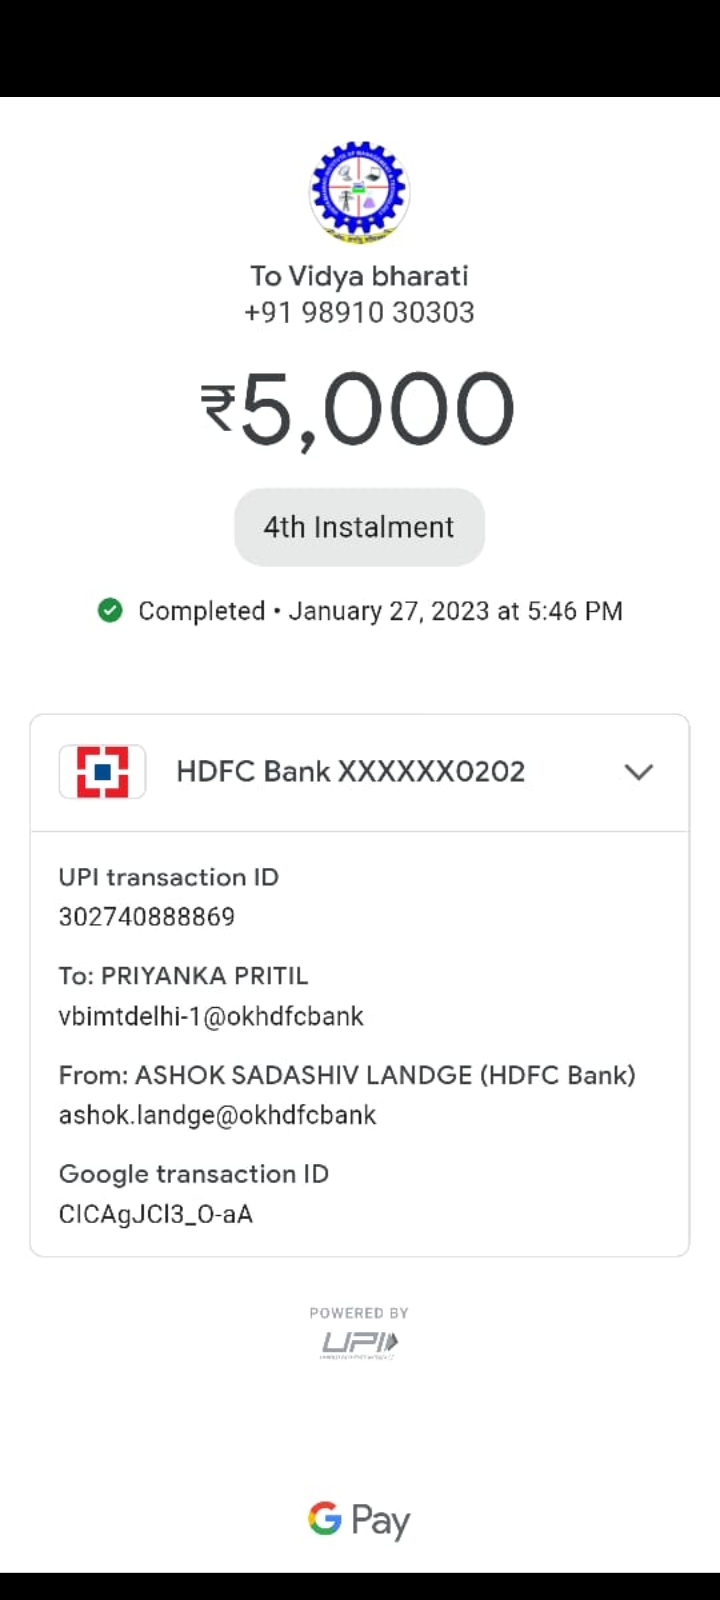 To Vidya bharati
+91 98910 30303
₹5,000
4th Instalment
Completed • January 27, 2023 at 5:46 PM
HDFC Bank XXXXXX0202
UPI transaction ID
302740888869
To: PRIYANKA PRITIL
vbimtdelhi-1@okhdfcbank
From: ASHOK SADASHIV LANDGE (HDFC Bank)
ashok.landge@okhdfcbank
Google transaction ID
CICAgJCI3_O-aA
POWERED BY
UPI
G Pay